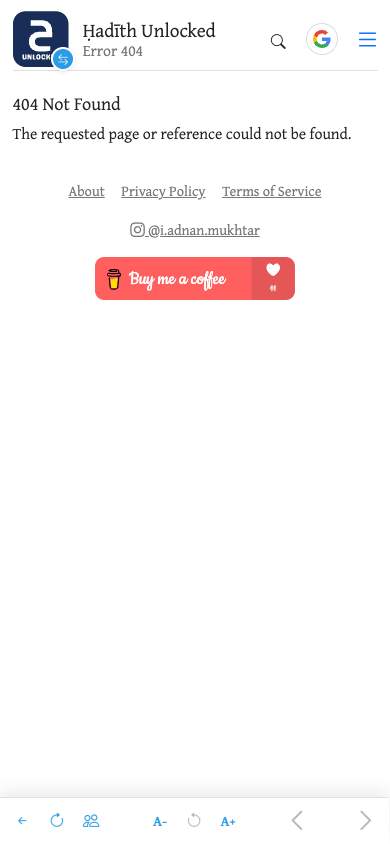 UNLOCK
Ḥadīth Unlocked
Error 404
404 Not Found
The requested page or reference could not be found.
About Privacy Policy Terms of Service
@i.adnan.mukhtar
Buy me a coffee
A- A+